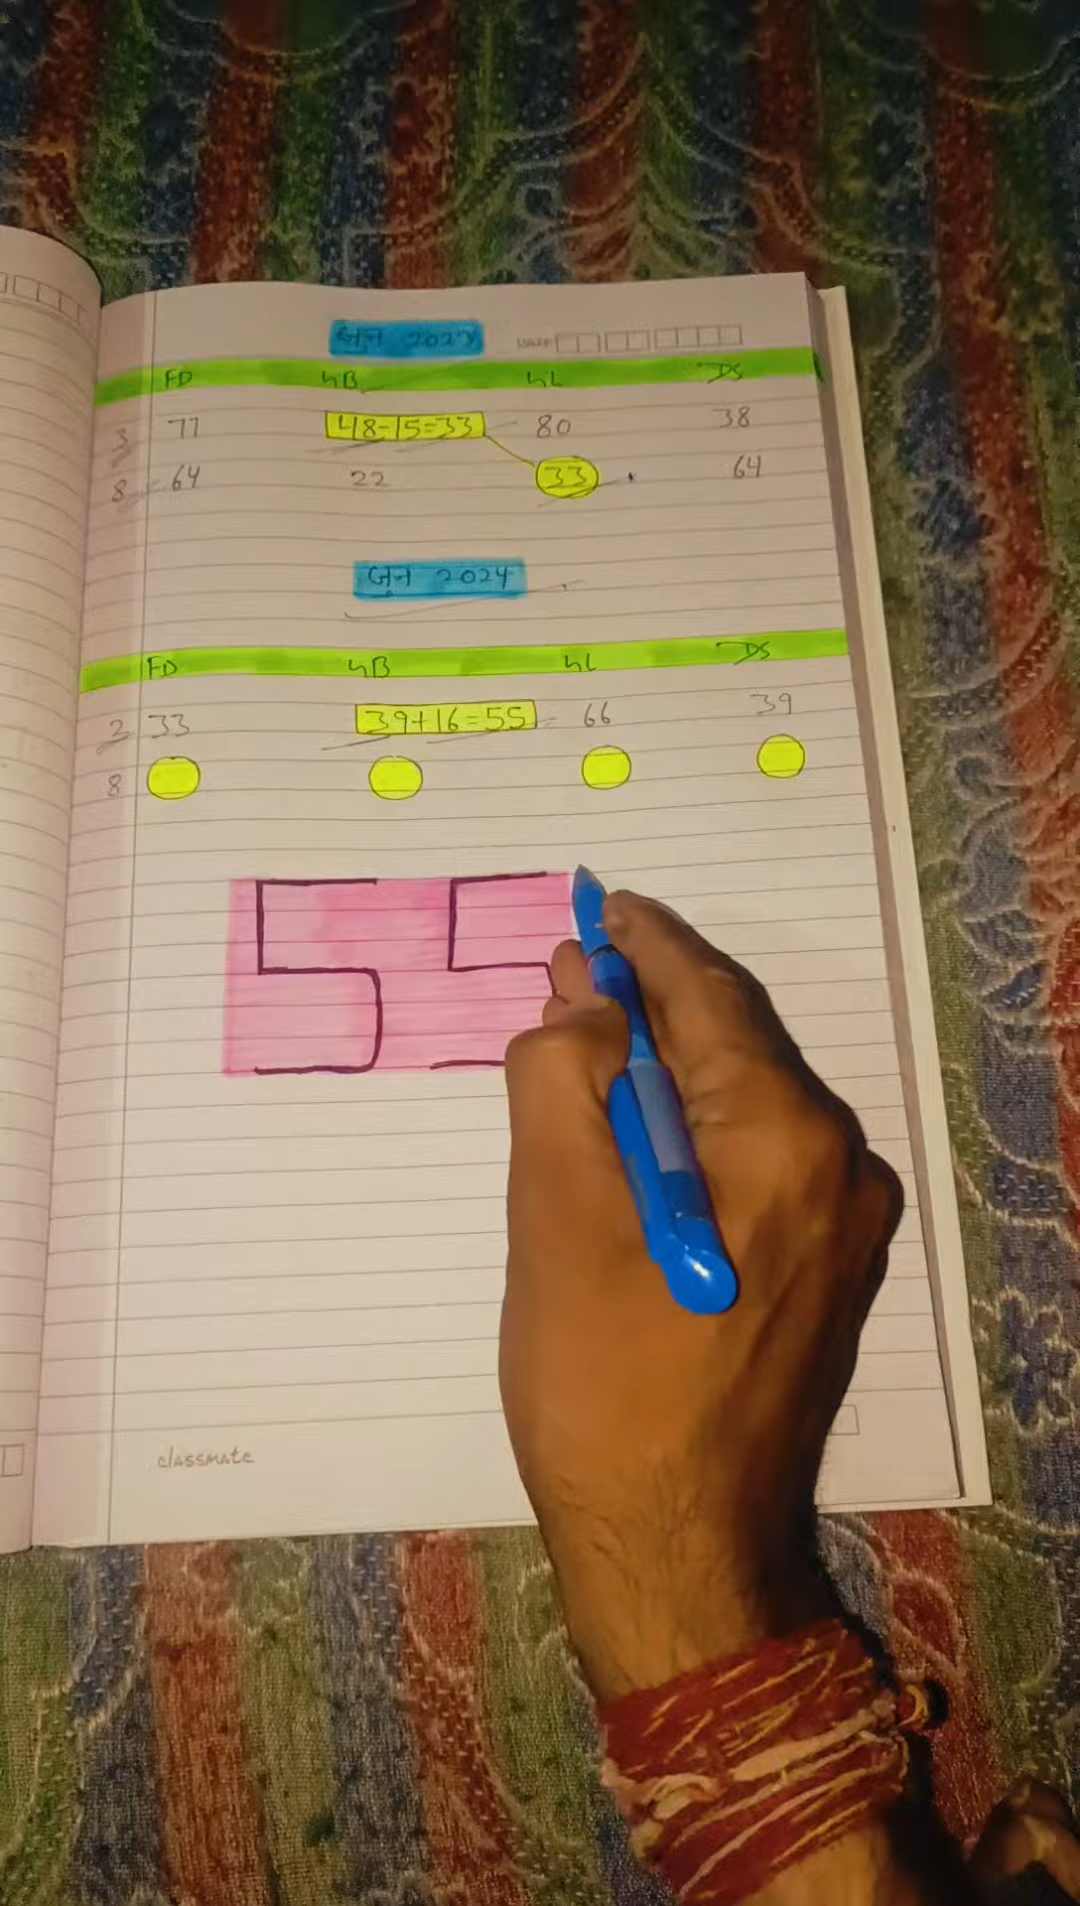 जुन 2023
DATE
FD GB GL DS
3 77 48-15=33 80 38
8 64 22 33 64
जुन 2024
FD GB GL DS
2 33 39+16=55 66 39
8
55
classmate